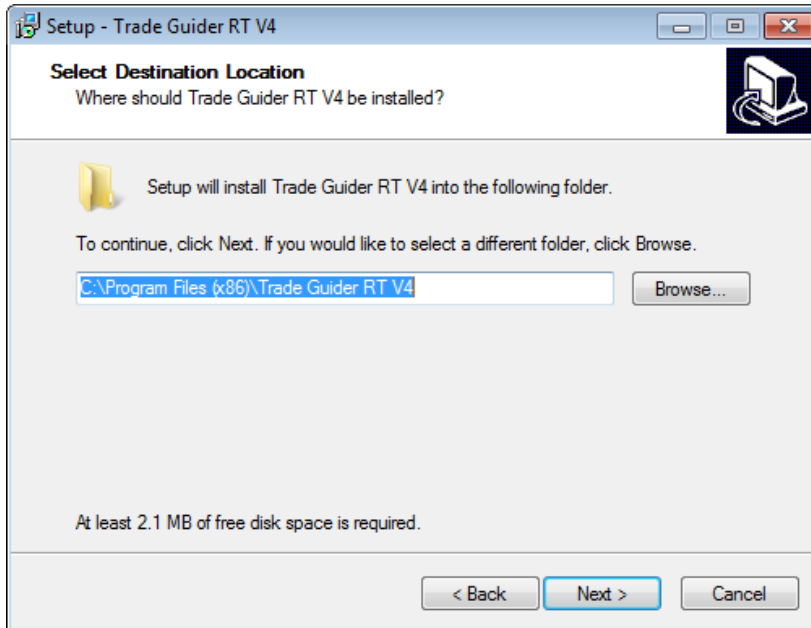 Setup - Trade Guider RT V4
Select Destination Location
Where should Trade Guider RT V4 be installed?
Setup will install Trade Guider RT V4 into the following folder.
To continue, click Next. If you would like to select a different folder, click Browse.
C:\Program Files (x86)\Trade Guider RT V4
Browse...
At least 2.1 MB of free disk space is required.
< Back
Next >
Cancel